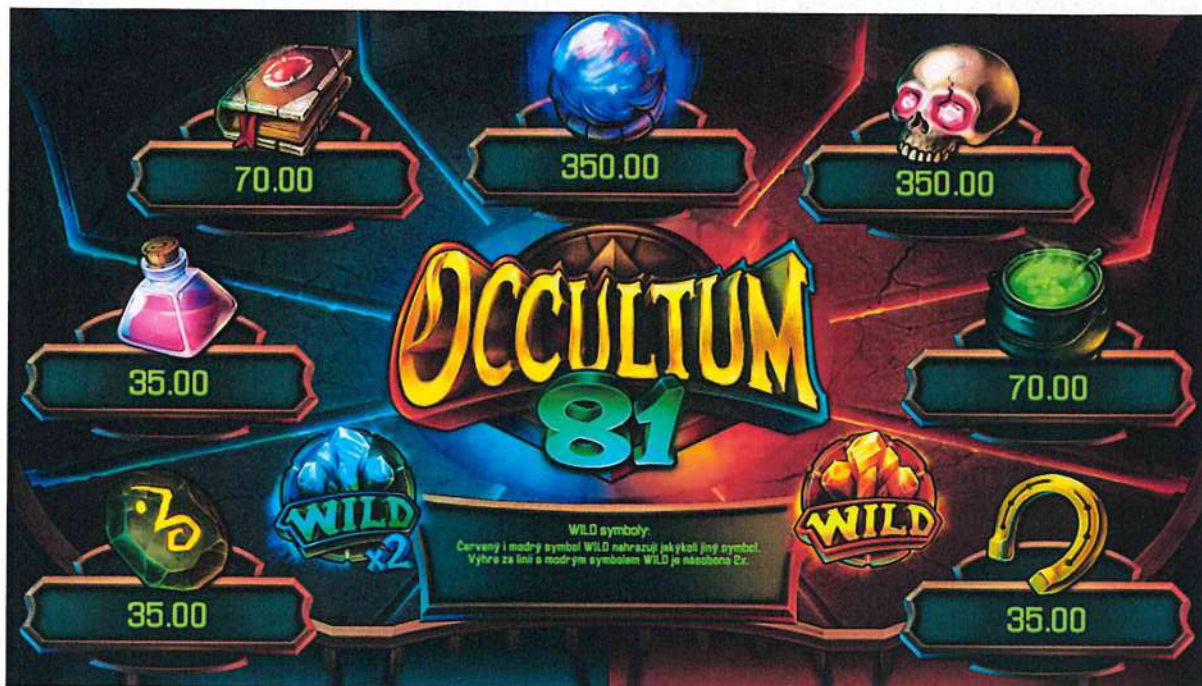 70.00
350.00
350.00
OCCULTUM
81
35.00
70.00
WILD
x2
WILD
WILD symboly:
Červený i modrý symbol WILD nahrazují jakýkoli jiný symbol.
Výhra za linii s modrým symbolem WILD je násobena 2x.
35.00
35.00